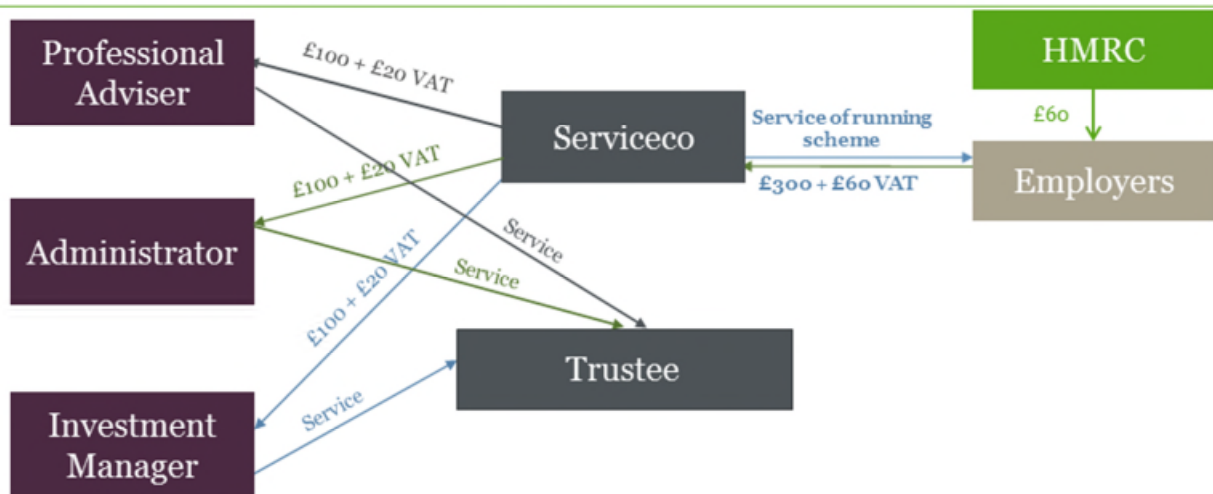 Professional
Adviser
£100 + £20 VAT
HMRC
£60
Serviceco
Service of running
scheme
£300 + £60 VAT
Employers
£100 + £20 VAT
Administrator
Service
Service
£100 + £20 VAT
Trustee
Service
Investment
Manager